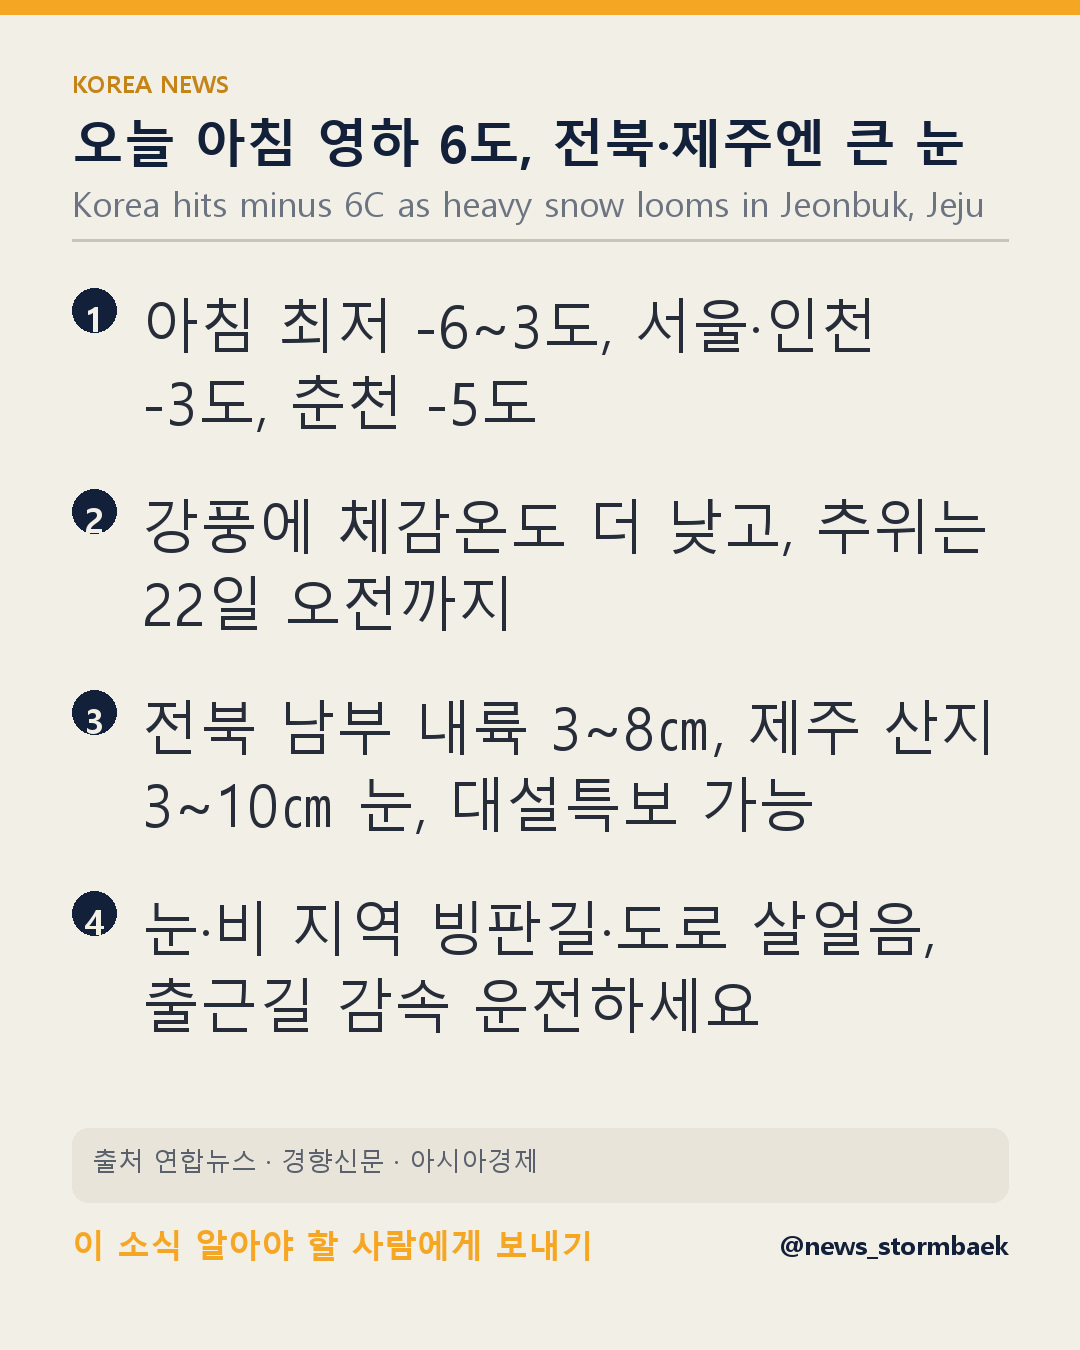 KOREA NEWS
오늘 아침 영하 6도, 전북·제주엔 큰 눈
Korea hits minus 6C as heavy snow looms in Jeonbuk, Jeju
1 아침 최저 -6~3도, 서울·인천
-3도, 춘천 -5도
2 강풍에 체감온도 더 낮고, 추위는
22일 오전까지
3 전북 남부 내륙 3~8㎝, 제주 산지
3~10㎝ 눈, 대설특보 가능
4 눈·비 지역 빙판길·도로 살얼음,
출근길 감속 운전하세요
출처 연합뉴스 · 경향신문 · 아시아경제
이 소식 알아야 할 사람에게 보내기
@news_stormbaek